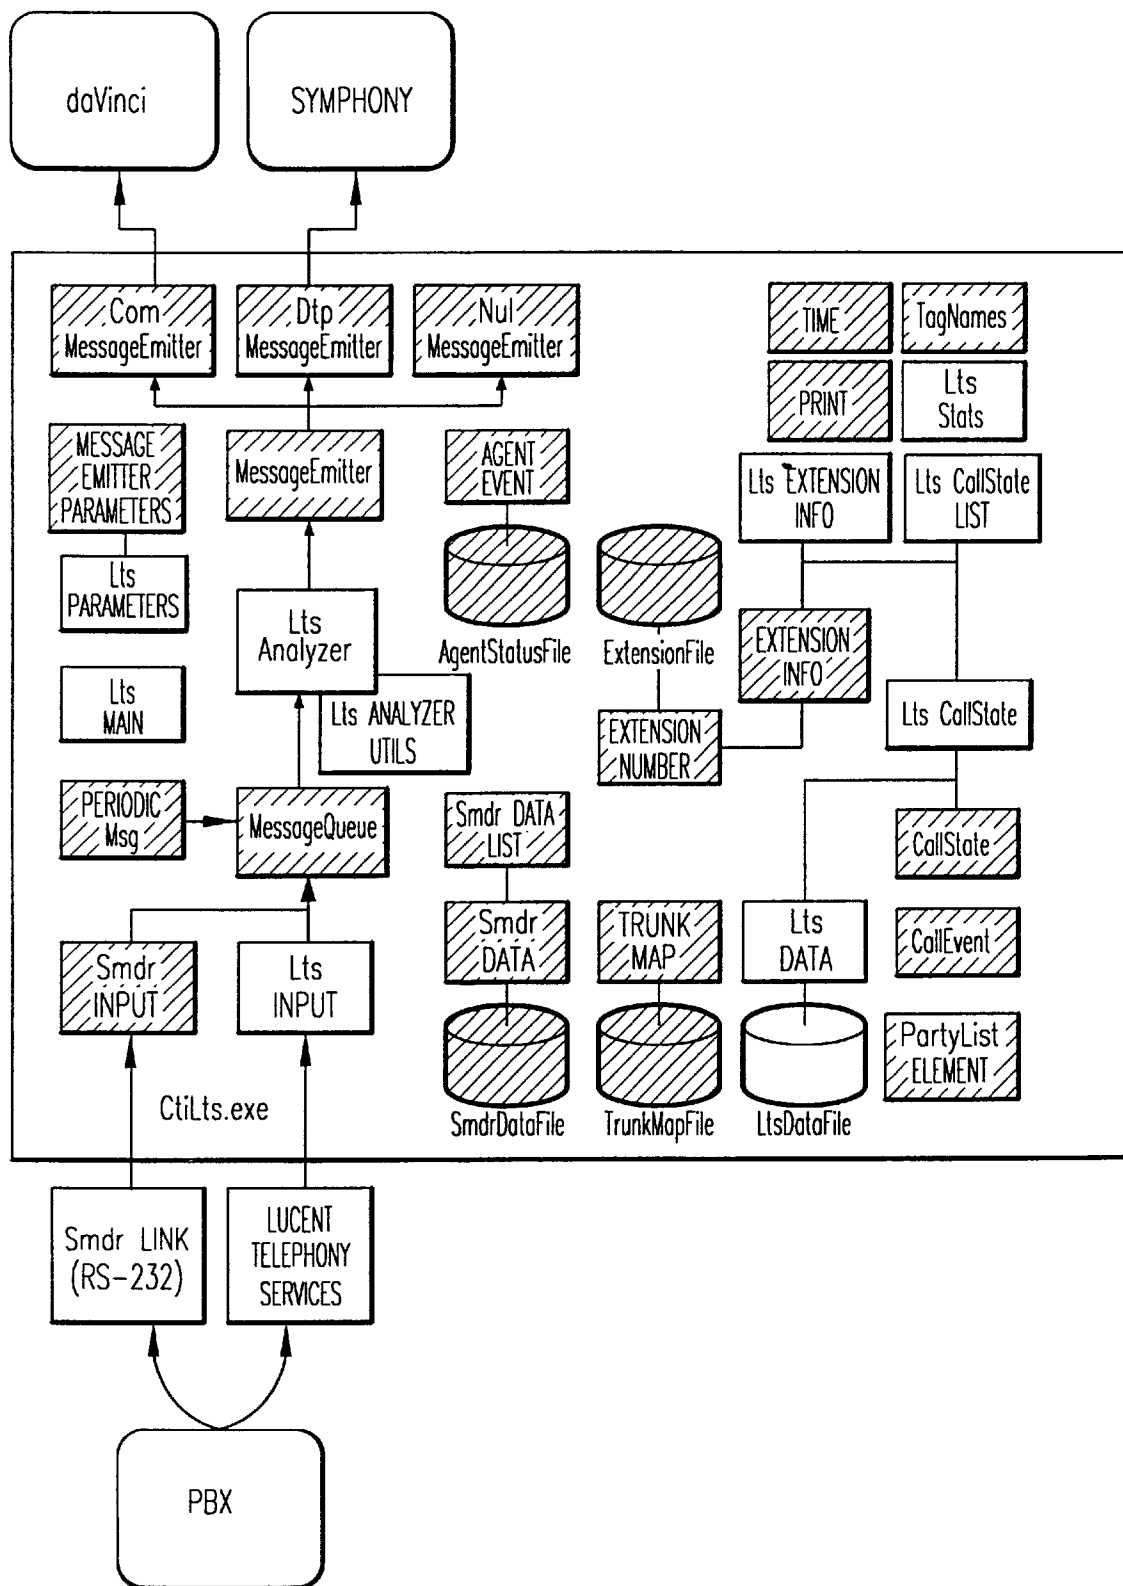 daVinci
SYMPHONY
Com
MessageEmitter
Dtp
MessageEmitter
Nul
MessageEmitter
TIME
TagNames
PRINT
Lts
Stats
MESSAGE
EMITTER
PARAMETERS
MessageEmitter
AGENT
EVENT
Lts EXTENSION
INFO
Lts CallState
LIST
Lts
PARAMETERS
Lts
Analyzer
AgentStatusFile
ExtensionFile
EXTENSION
INFO
Lts
MAIN
Lts ANALYZER
UTILS
EXTENSION
NUMBER
Lts CallState
PERIODIC
Msg
MessageQueue
Smdr DATA
LIST
CallState
Smdr
INPUT
Lts
INPUT
Smdr
DATA
TRUNK
MAP
Lts
DATA
CallEvent
PartyList
ELEMENT
CtiLts.exe
SmdrDataFile
TrunkMapFile
LtsDataFile
Smdr LINK
(RS-232)
LUCENT
TELEPHONY
SERVICES
PBX